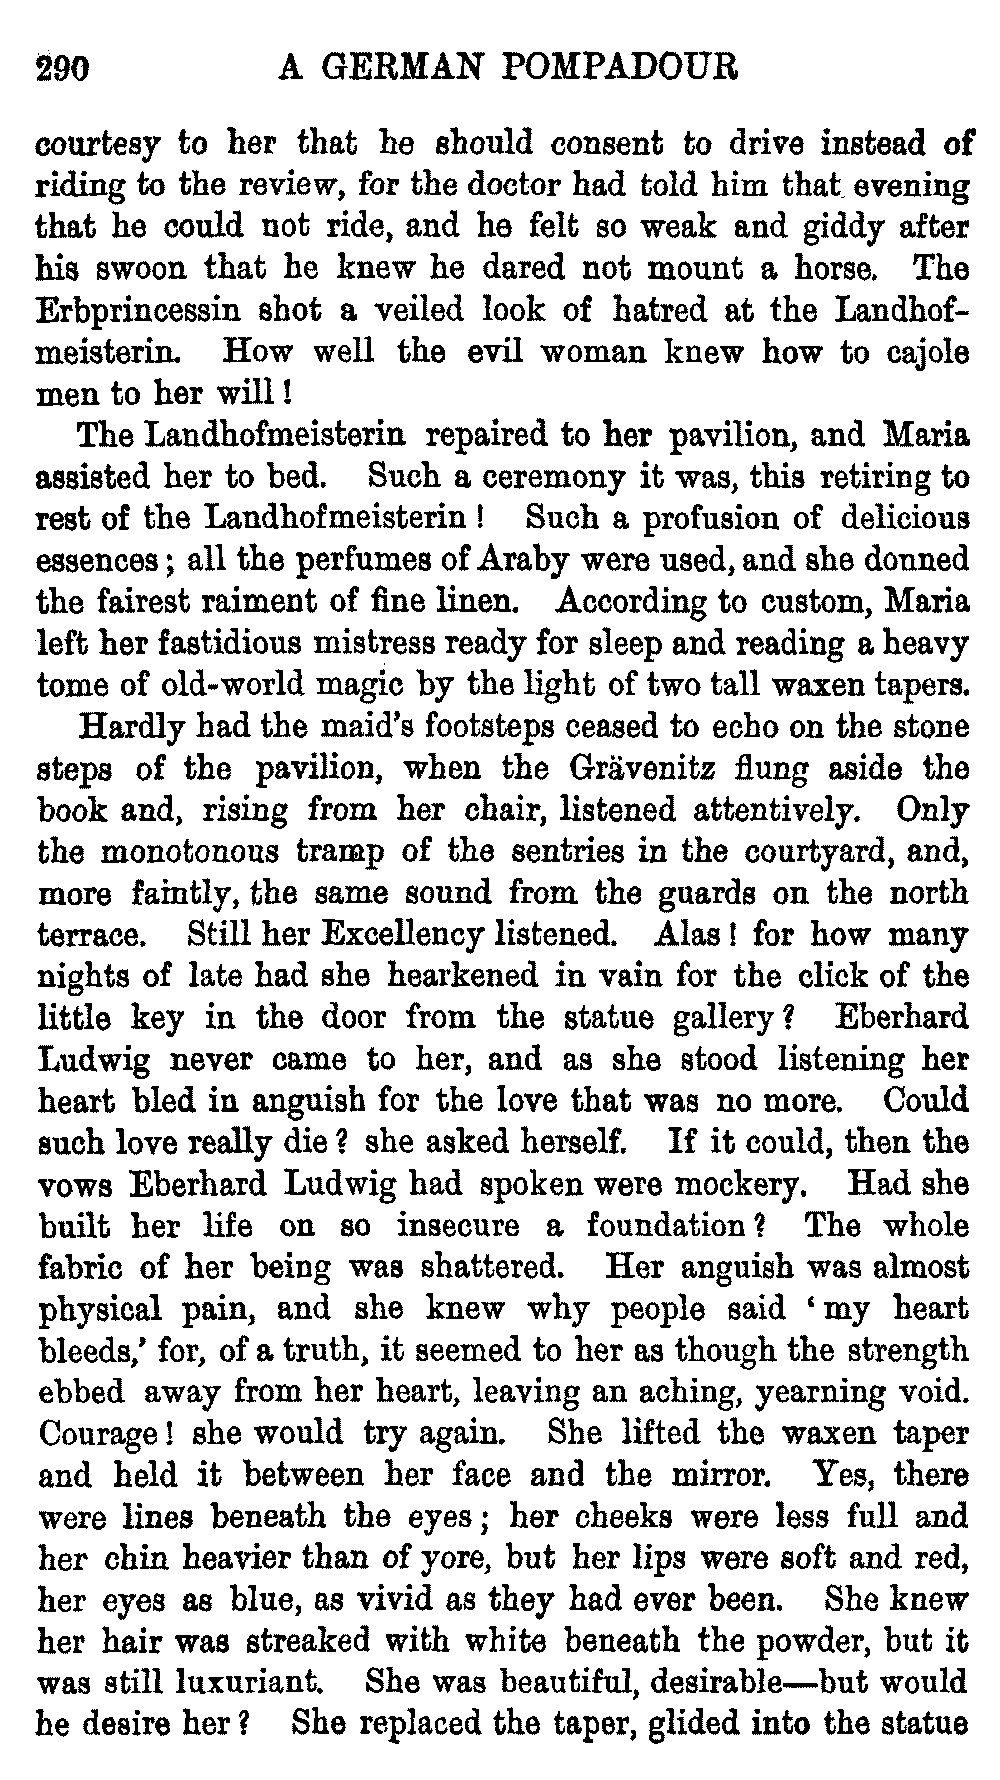 290 A GERMAN POMPADOUR
courtesy to her that he should consent to drive instead of
riding to the review, for the doctor had told him that evening
that he could not ride, and he felt so weak and giddy after
his swoon that he knew he dared not mount a horse. The
Erbprincessin shot a veiled look of hatred at the Landhof-
meisterin. How well the evil woman knew how to cajole
men to her will!
The Landhofmeisterin repaired to her pavilion, and Maria
assisted her to bed. Such a ceremony it was, this retiring to
rest of the Landhofmeisterin! Such a profusion of delicious
essences; all the perfumes of Araby were used, and she donned
the fairest raiment of fine linen. According to custom, Maria
left her fastidious mistress ready for sleep and reading a heavy
tome of old-world magic by the light of two tall waxen tapers.
Hardly had the maid's footsteps ceased to echo on the stone
steps of the pavilion, when the Grävenitz flung aside the
book and, rising from her chair, listened attentively. Only
the monotonous tramp of the sentries in the courtyard, and,
more faintly, the same sound from the guards on the north
terrace. Still her Excellency listened. Alas! for how many
nights of late had she hearkened in vain for the click of the
little key in the door from the statue gallery? Eberhard
Ludwig never came to her, and as she stood listening her
heart bled in anguish for the love that was no more. Could
such love really die? she asked herself. If it could, then the
vows Eberhard Ludwig had spoken were mockery. Had she
built her life on so insecure a foundation? The whole
fabric of her being was shattered. Her anguish was almost
physical pain, and she knew why people said 'my heart
bleeds,' for, of a truth, it seemed to her as though the strength
ebbed away from her heart, leaving an aching, yearning void.
Courage! she would try again. She lifted the waxen taper
and held it between her face and the mirror. Yes, there
were lines beneath the eyes; her cheeks were less full and
her chin heavier than of yore, but her lips were soft and red,
her eyes as blue, as vivid as they had ever been. She knew
her hair was streaked with white beneath the powder, but it
was still luxuriant. She was beautiful, desirable—but would
he desire her? She replaced the taper, glided into the statue